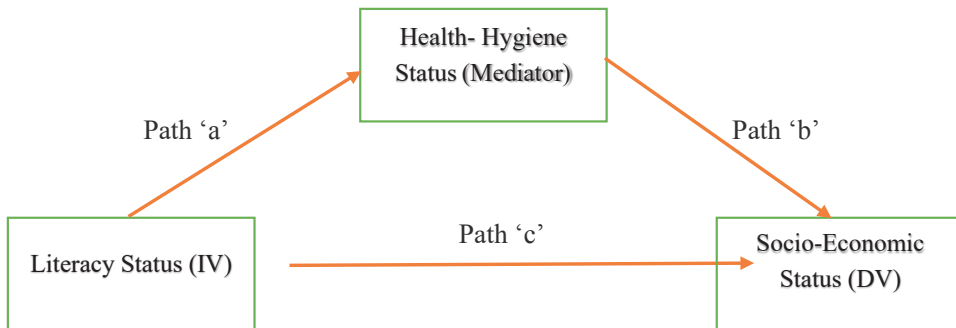 Health- Hygiene
Status (Mediator)
Path ‘a’
Path ‘b’
Literacy Status (IV)
Path ‘c’
Socio-Economic
Status (DV)